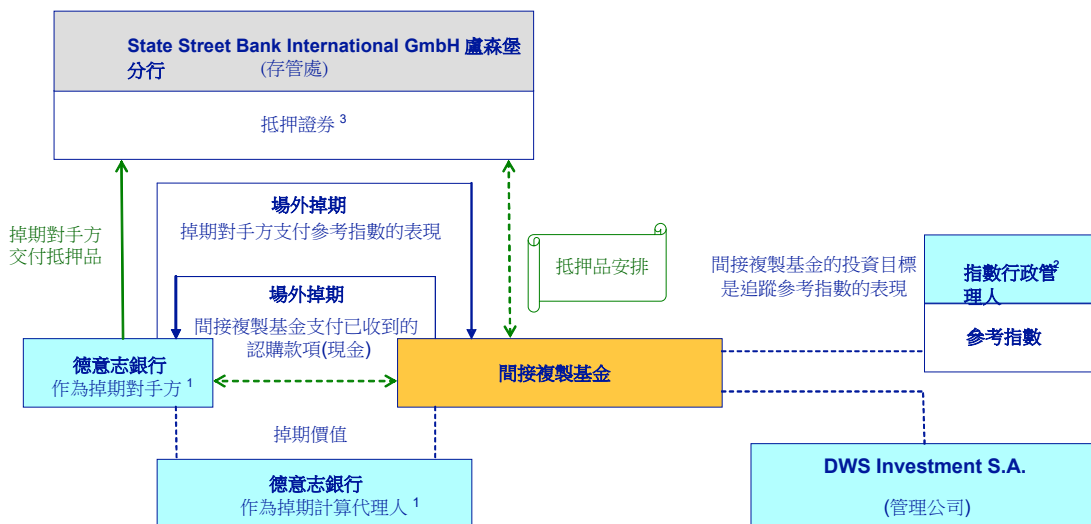 State Street Bank International GmbH 盧森堡
分行 (存管處)
抵押證券 3
場外掉期
掉期對手方支付參考指數的表現
掉期對手方
交付抵押品
抵押品安排
間接複製基金的投資目標
是追蹤參考指數的表現
指數行政管2
理人
參考指數
場外掉期
間接複製基金支付已收到的
認購款項(現金)
德意志銀行
作為掉期對手方 1
間接複製基金
掉期價值
德意志銀行
作為掉期計算代理人 1
DWS Investment S.A.
(管理公司)